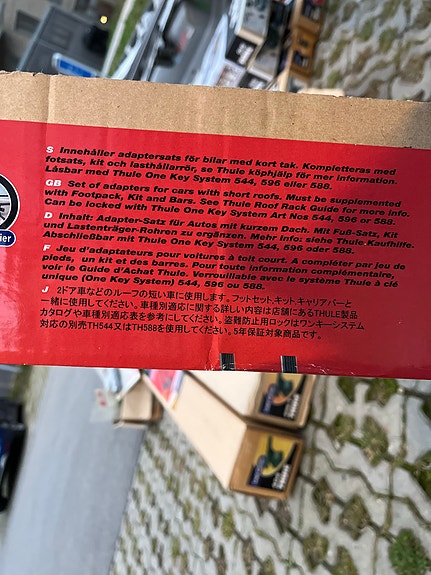 S Innehåller adaptersats för bilar med kort tak. Kompletteras med
fotsats, kit och lasthållarrör, se Thule köphjälp för mer information.
Låsbar med Thule One Key System 544, 596 eller 588.
GB Set of adapters for cars with short roofs. Must be supplemented
with Footpack, Kit and Bars. See Thule Roof Rack Guide for more info.
Can be locked with Thule One Key System Art Nos 544, 596 or 588
D Inhalt: Adapter-Satz für Autos mit kurzem Dach. Mit Fuß-Satz, Kit
und Lastenträger-Rohren zu ergänzen. Mehr Info: siehe Thule-Kaufhilfe.
Abschließbar mit Thule One Key System 544, 596 oder 588.
F Jeu d'adaptateurs pour voitures à toit court. A compléter par jeu de
pieds, un kit et des barres. Pour toute information complémentaire,
voir le Guide d'Achat Thule. Verrouillable avec le système Thule à clé
unique (One Key System) 544, 596 ou 588.
J 2ドア車などのルーフの短い車に使用します。フットセット、キット、キャリアバーと
一緒に使用してください。車種別適応に関する詳しい内容は店舗にあるTHULE製品
カタログや車種別適応表を参考にしてください。盗難防止用ロックはワンキーシステム
対応の別売TH544又はTH588を使用してください。5年保証対象商品です。
ier